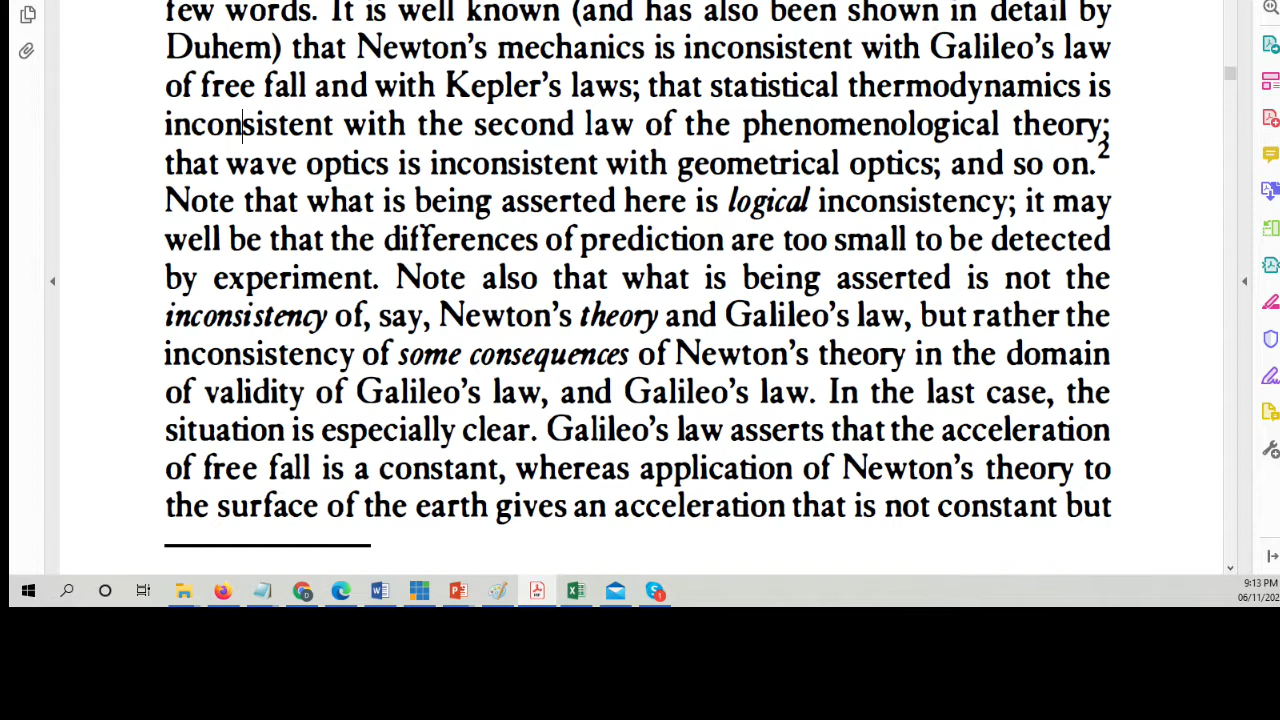 few words. It is well known (and has also been shown in detail by
Duhem) that Newton's mechanics is inconsistent with Galileo's law
of free fall and with Kepler's laws; that statistical thermodynamics is
inconsistent with the second law of the phenomenological theory;
that wave optics is inconsistent with geometrical optics; and so on.2
Note that what is being asserted here is logical inconsistency; it may
well be that the differences of prediction are too small to be detected
by experiment. Note also that what is being asserted is not the
inconsistency of, say, Newton's theory and Galileo's law, but rather the
inconsistency of some consequences of Newton's theory in the domain
of validity of Galileo's law, and Galileo's law. In the last case, the
situation is especially clear. Galileo's law asserts that the acceleration
of free fall is a constant, whereas application of Newton's theory to
the surface of the earth gives an acceleration that is not constant but
9:13 PM
06/11/202